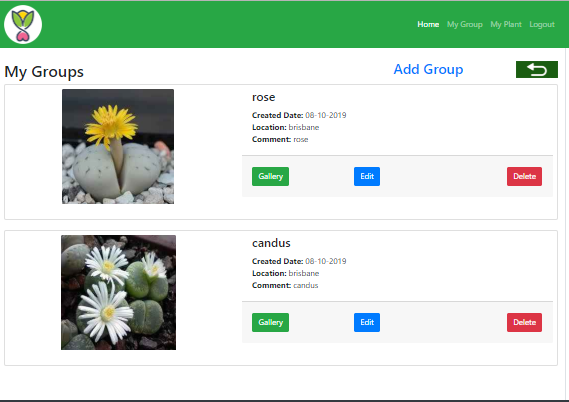 Home My Group My Plant Logout
My Groups Add Group
rose
Created Date: 08-10-2019
Location: brisbane
Comment: rose
Gallery Edit Delete
candus
Created Date: 08-10-2019
Location: brisbane
Comment: candus
Gallery Edit Delete